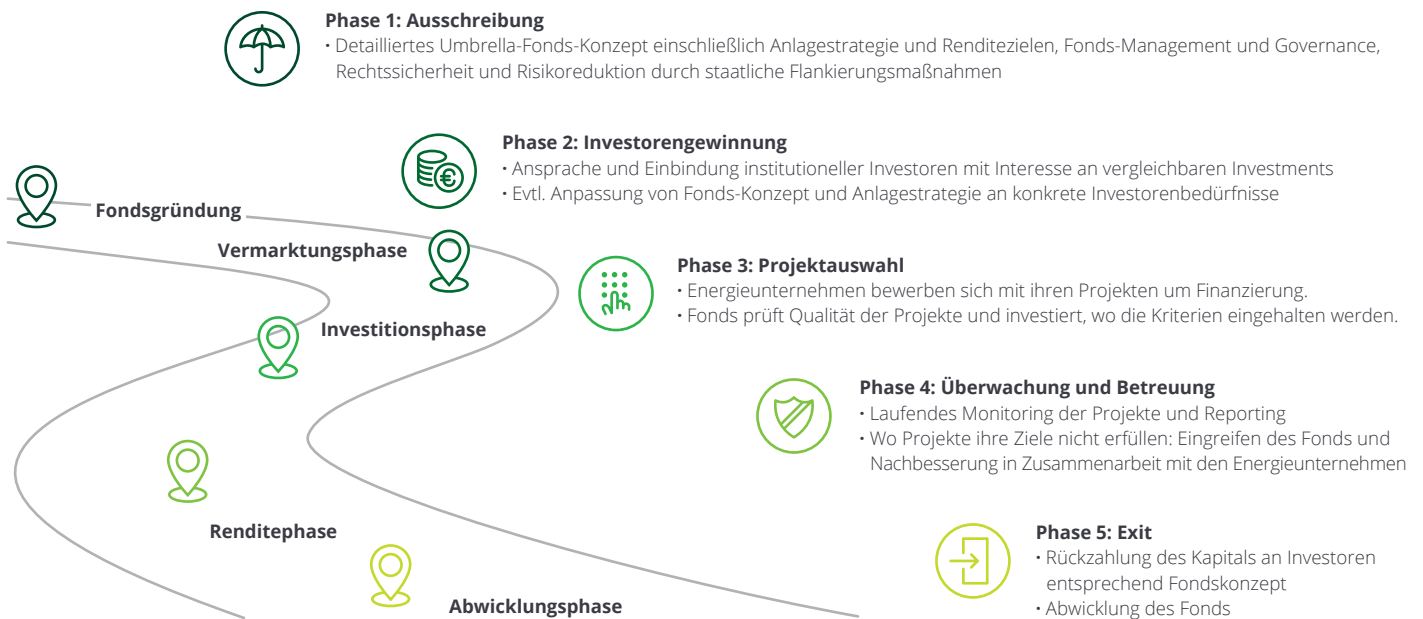 Phase 1: Ausschreibung
• Detailliertes Umbrella-Fonds-Konzept einschließlich Anlagestrategie und Renditezielen, Fonds-Management und Governance,
Rechtssicherheit und Risikoreduktion durch staatliche Flankierungsmaßnahmen
Phase 2: Investorengewinnung
• Ansprache und Einbindung institutioneller Investoren mit Interesse an vergleichbaren Investments
• Evtl. Anpassung von Fonds-Konzept und Anlagestrategie an konkrete Investorenbedürfnisse
Fondsgründung
Vermarktungsphase
Phase 3: Projektauswahl
• Energieunternehmen bewerben sich mit ihren Projekten um Finanzierung.
• Fonds prüft Qualität der Projekte und investiert, wo die Kriterien eingehalten werden.
Investitionsphase
Phase 4: Überwachung und Betreuung
• Laufendes Monitoring der Projekte und Reporting
• Wo Projekte ihre Ziele nicht erfüllen: Eingreifen des Fonds und
Nachbesserung in Zusammenarbeit mit den Energieunternehmen
Renditephase
Phase 5: Exit
• Rückzahlung des Kapitals an Investoren
entsprechend Fondskonzept
• Abwicklung des Fonds
Abwicklungsphase